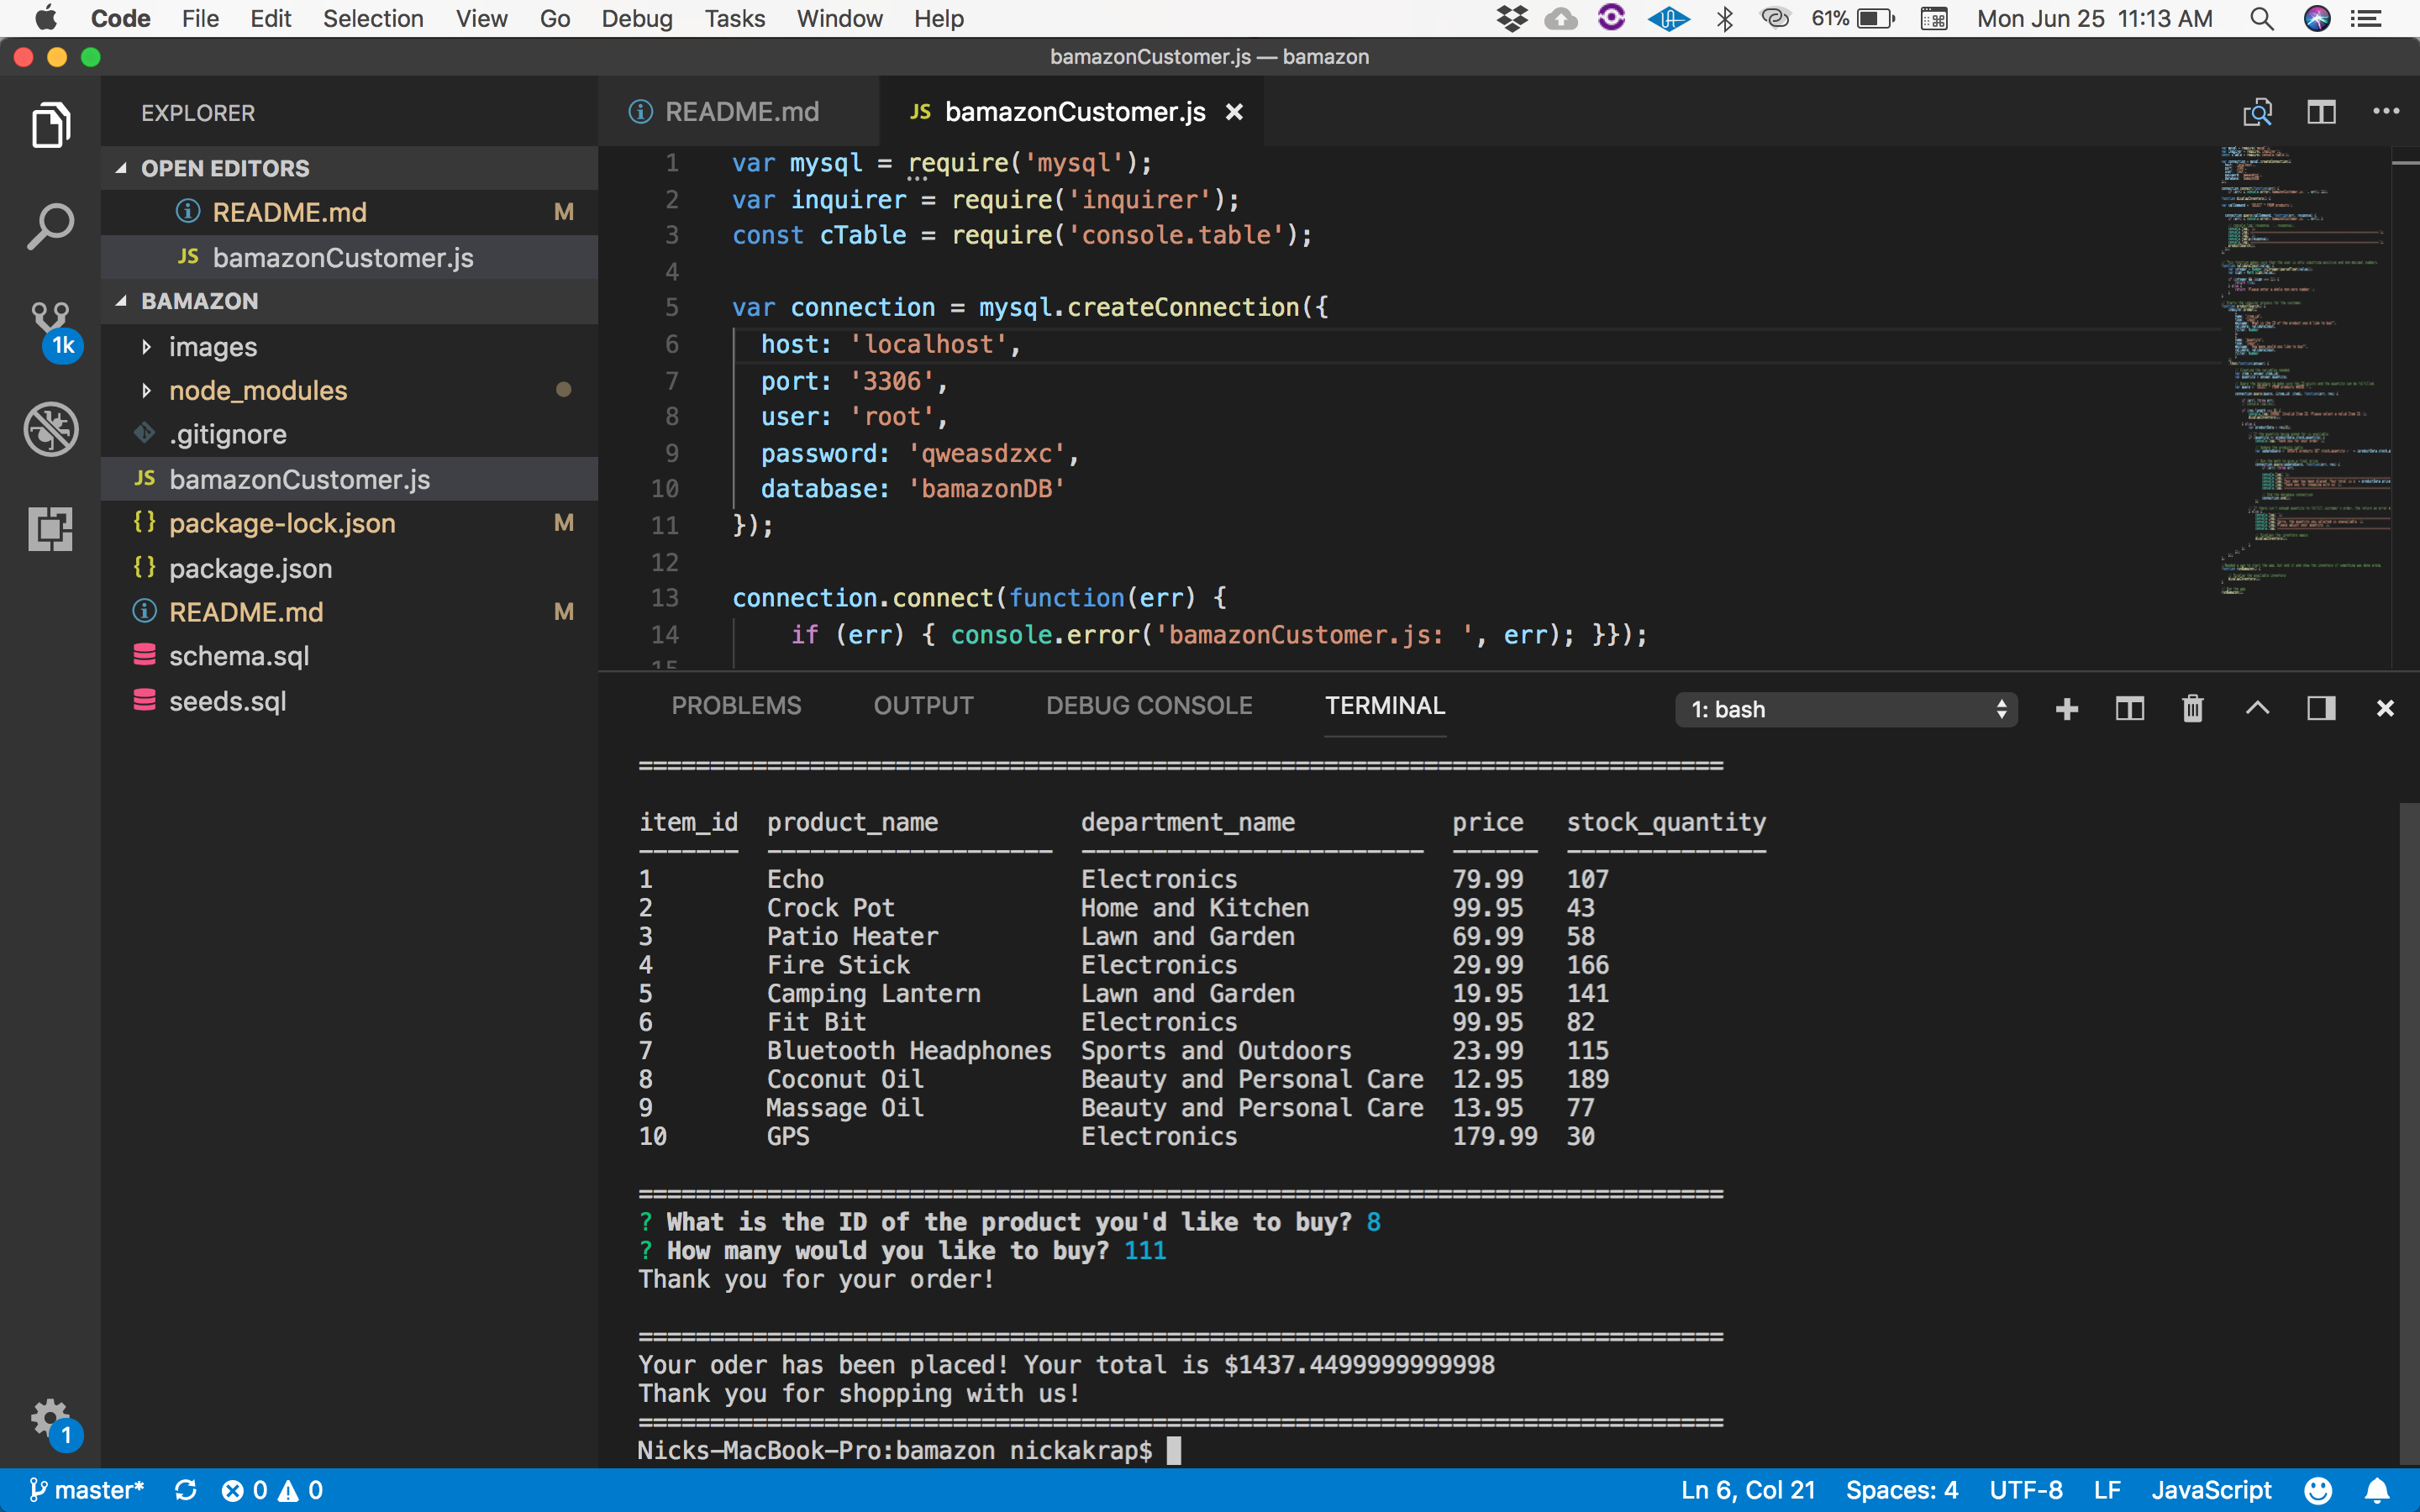 Code File Edit Selection View Go Debug Tasks Window Help 61% Mon Jun 25 11:13 AM
bamazonCustomer.js — bamazon
EXPLORER
OPEN EDITORS
README.md M
JS bamazonCustomer.js
BAMAZON
images
node_modules
.gitignore
JS bamazonCustomer.js
{} package-lock.json M
{} package.json
README.md M
schema.sql
seeds.sql
1k
1
README.md JS bamazonCustomer.js
1 var mysql = require('mysql');
2 var inquirer = require('inquirer');
3 const cTable = require('console.table');
4
5 var connection = mysql.createConnection({
6 host: 'localhost',
7 port: '3306',
8 user: 'root',
9 password: 'qweasdzxc',
10 database: 'bamazonDB'
11 });
12
13 connection.connect(function(err) {
14 if (err) { console.error('bamazonCustomer.js: ', err); }});
15
PROBLEMS OUTPUT DEBUG CONSOLE TERMINAL 1: bash
============================================================================
item_id product_name department_name price stock_quantity
------- -------------------- ------------------------ ------ --------------
1 Echo Electronics 79.99 107
2 Crock Pot Home and Kitchen 99.95 43
3 Patio Heater Lawn and Garden 69.99 58
4 Fire Stick Electronics 29.99 166
5 Camping Lantern Lawn and Garden 19.95 141
6 Fit Bit Electronics 99.95 82
7 Bluetooth Headphones Sports and Outdoors 23.99 115
8 Coconut Oil Beauty and Personal Care 12.95 189
9 Massage Oil Beauty and Personal Care 13.95 77
10 GPS Electronics 179.99 30
============================================================================
? What is the ID of the product you'd like to buy? 8
? How many would you like to buy? 111
Thank you for your order!
============================================================================
Your oder has been placed! Your total is $1437.4499999999998
Thank you for shopping with us!
============================================================================
Nicks-MacBook-Pro:bamazon nickakrap$
master* 0 0 Ln 6, Col 21 Spaces: 4 UTF-8 LF JavaScript